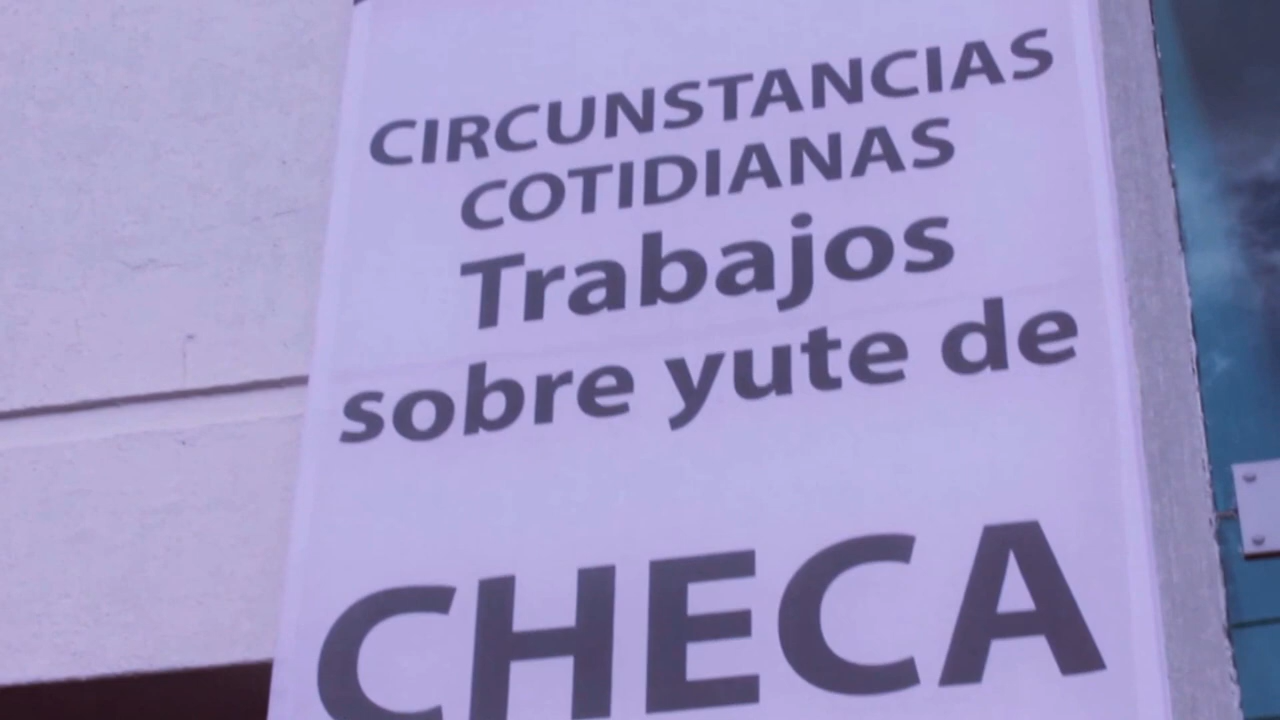 CIRCUNSTANCIAS
COTIDIANAS
Trabajos
sobre yute de
CHECA